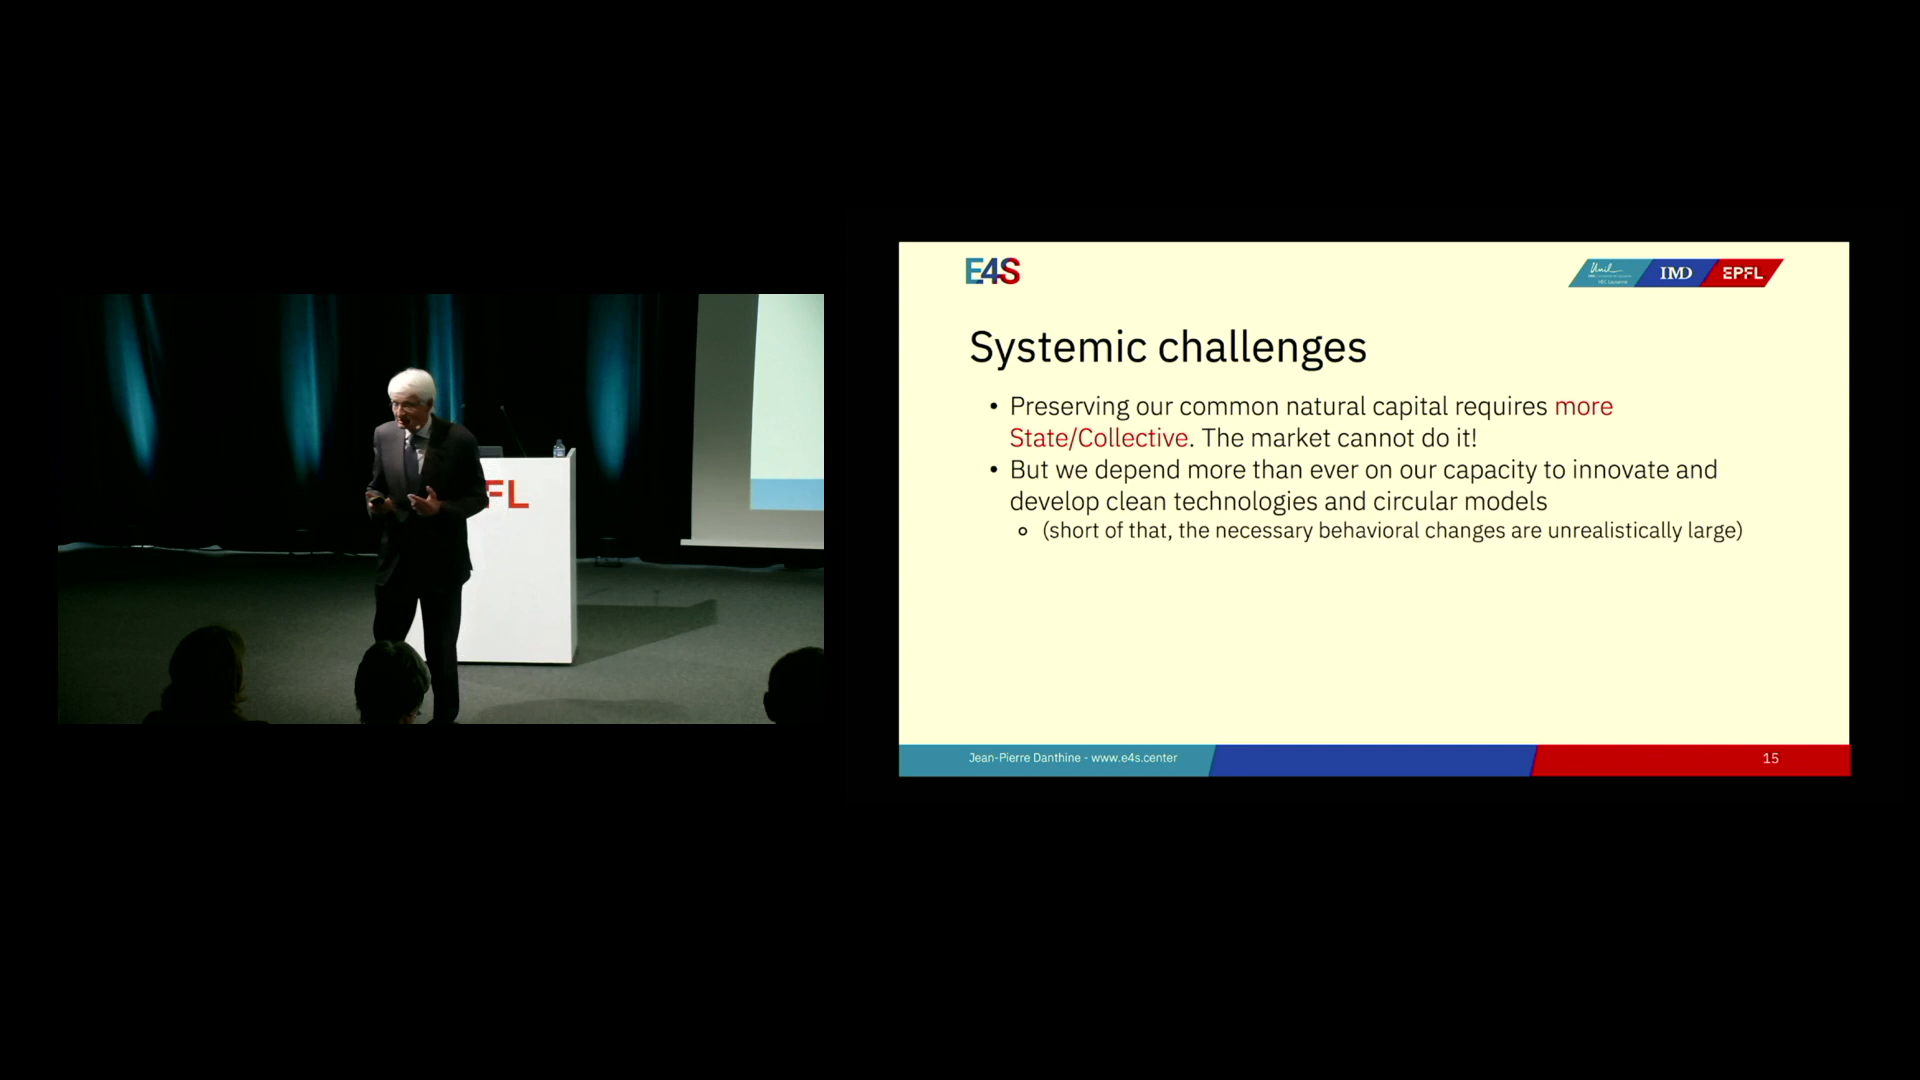 FL
E4S
Unil
IMD
EPFL
Systemic challenges
• Preserving our common natural capital requires more
State/Collective. The market cannot do it!
• But we depend more than ever on our capacity to innovate and
develop clean technologies and circular models
○ (short of that, the necessary behavioral changes are unrealistically large)
Jean-Pierre Danthine - www.e4s.center
15